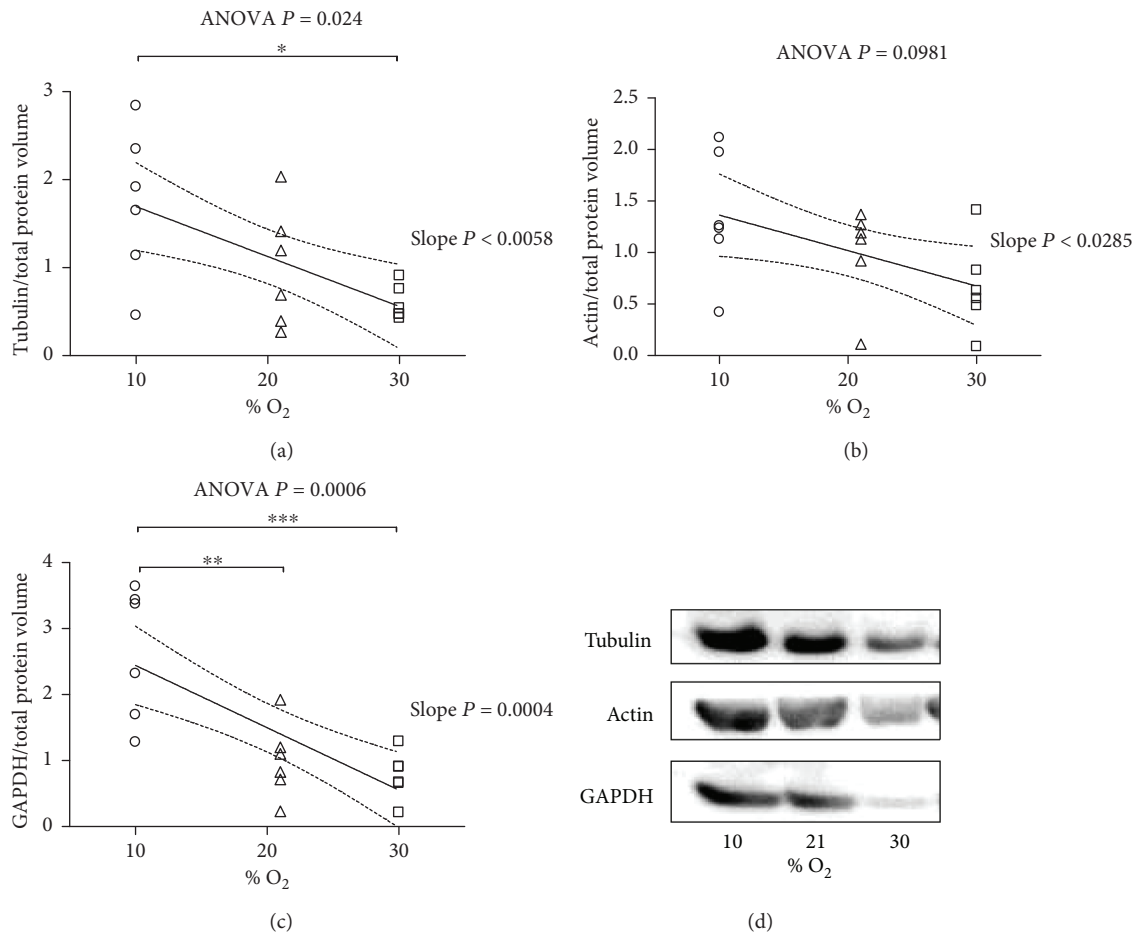 ANOVA P = 0.024
*
3
2
1
0
Tubulin/total protein volume
Slope P < 0.0058
10 20 30
% O₂
(a)
ANOVA P = 0.0981
2.5
2.0
1.5
1.0
0.5
0.0
Actin/total protein volume
Slope P < 0.0285
10 20 30
% O₂
(b)
ANOVA P = 0.0006
***
**
4
3
2
1
0
GAPDH/total protein volume
Slope P = 0.0004
10 20 30
% O₂
(c)
Tubulin
Actin
GAPDH
10 21 30
% O₂
(d)